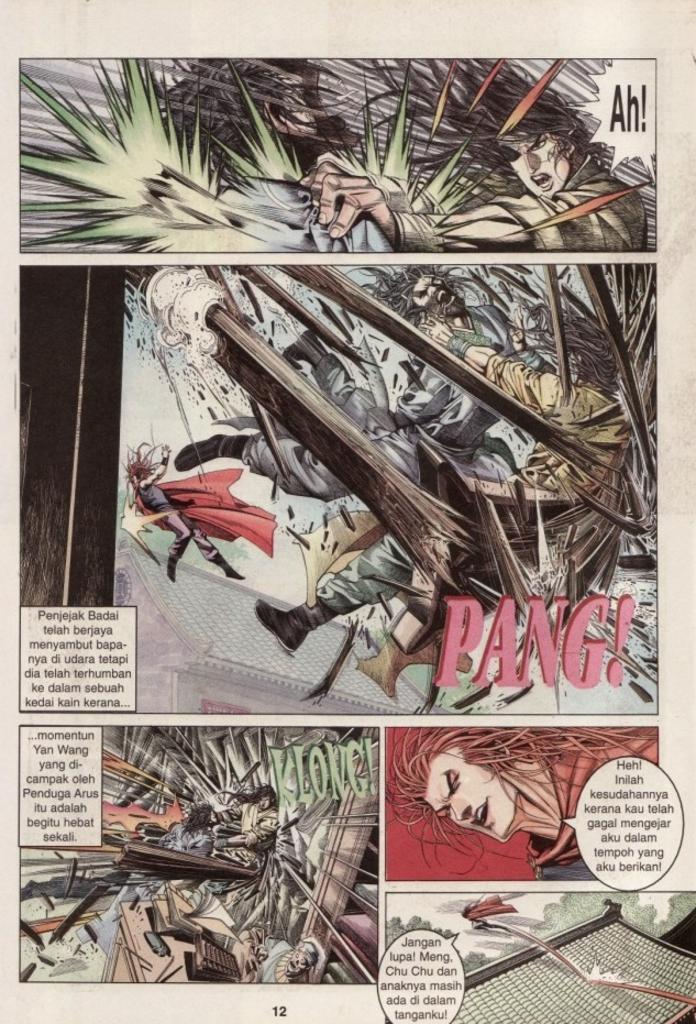 Ah!
PANG!
Penjejak Badai
telah berjaya
menyambut bapa-
nya di udara tetapi
dia telah terhumban
ke dalam sebuah
kedai kain kerana...
...momentun
Yan Wang
yang di-
campak oleh
Penduga Arus
itu adalah
begitu hebat
sekali.
KLONG!
Heh!
Inilah
kesudahannya
kerana kau telah
gagal mengejar
aku dalam
tempoh yang
aku berikan!
Jangan
lupa! Meng,
Chu Chu dan
anaknya masih
ada di dalam
tanganku!
12